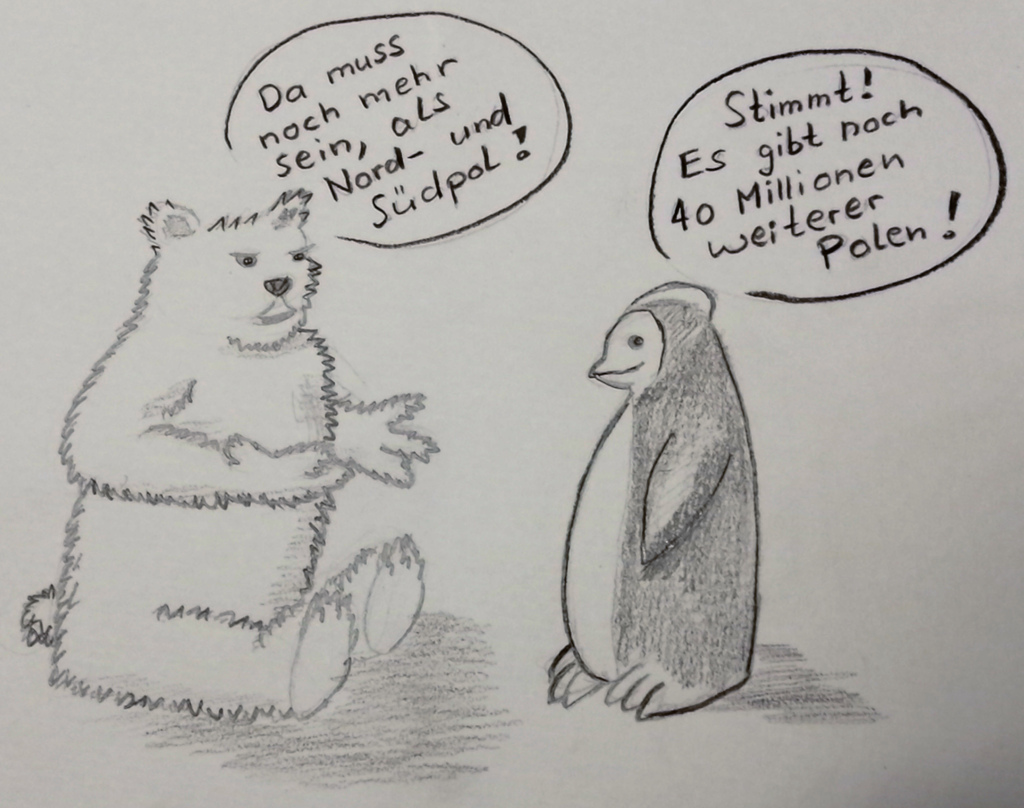 Da muss
noch mehr
sein, als
Nord- und
Südpol!
Stimmt!
Es gibt noch
40 Millionen
weiterer
Polen!